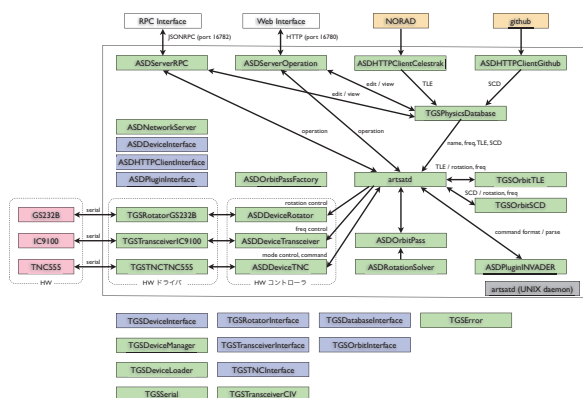 RPC Interface
Web Interface
NORAD
github
JSONRPC (port 16782)
HTTP (port 16780)
ASDServerRPC
ASDServerOperation
ASDHTTPClientCelestrak
ASDHTTPClientGithub
edit / view
TLE
SCD
edit / view
TGSPhysicsDatabase
ASDNetworkServer
operation
operation
name, freq, TLE, SCD
ASDDeviceInterface
ASDHTTPClientInterface
TLE / rotation, freq
ASDPluginInterface
ASDOrbitPassFactory
artsatd
TGSOrbitTLE
SCD / rotation, freq
rotation control
TGSOrbitSCD
GS232B
serial
TGSRotatorGS232B
ASDDeviceRotator
freq control
command format / parse
IC9100
serial
TGSTransceiverIC9100
ASDDeviceTransceiver
ASDOrbitPass
mode control, command
TNC555
serial
TGSTNCTNC555
ASDDeviceTNC
ASDRotationSolver
ASDPluginINVADER
HW
HW ドライバ
HW コントローラ
artsatd (UNIX daemon)
TGSDeviceInterface
TGSRotatorInterface
TGSDatabaseInterface
TGSError
TGSDeviceManager
TGSTransceiverInterface
TGSOrbitInterface
TGSDeviceLoader
TGSTNCInterface
TGSSerial
TGSTransceiverCIV